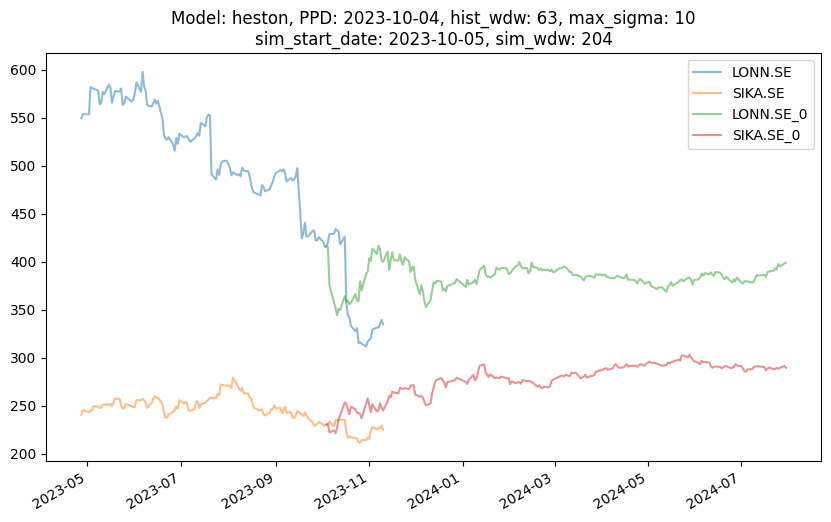 Model: heston, PPD: 2023-10-04, hist_wdw: 63, max_sigma: 10
sim_start_date: 2023-10-05, sim_wdw: 204
LONN.SE
SIKA.SE
LONN.SE_0
SIKA.SE_0
600
550
500
450
400
350
300
250
200
2023-05
2023-07
2023-09
2023-11
2024-01
2024-03
2024-05
2024-07